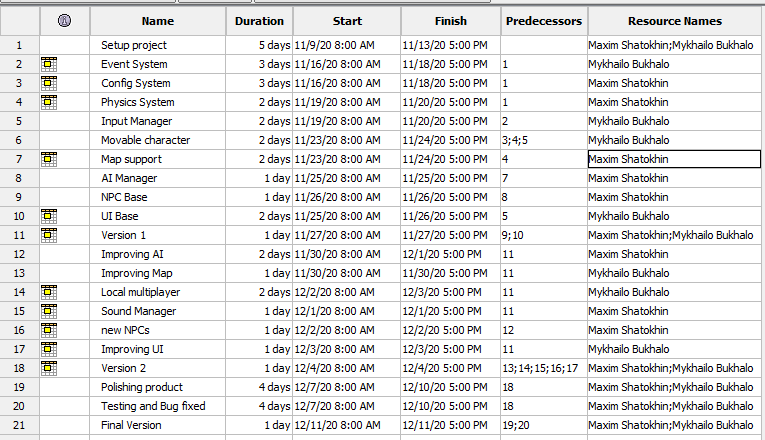 Name Duration Start Finish Predecessors Resource Names
1 Setup project 5 days 11/9/20 8:00 AM 11/13/20 5:00 PM Maxim Shatokhin;Mykhailo Bukhalo
2 Event System 3 days 11/16/20 8:00 AM 11/18/20 5:00 PM 1 Mykhailo Bukhalo
3 Config System 3 days 11/16/20 8:00 AM 11/18/20 5:00 PM 1 Maxim Shatokhin
4 Physics System 2 days 11/19/20 8:00 AM 11/20/20 5:00 PM 1 Maxim Shatokhin
5 Input Manager 2 days 11/19/20 8:00 AM 11/20/20 5:00 PM 2 Mykhailo Bukhalo
6 Movable character 2 days 11/23/20 8:00 AM 11/24/20 5:00 PM 3;4;5 Mykhailo Bukhalo
7 Map support 2 days 11/23/20 8:00 AM 11/24/20 5:00 PM 4 Maxim Shatokhin
8 AI Manager 1 day 11/25/20 8:00 AM 11/25/20 5:00 PM 7 Maxim Shatokhin
9 NPC Base 1 day 11/26/20 8:00 AM 11/26/20 5:00 PM 8 Maxim Shatokhin
10 UI Base 2 days 11/25/20 8:00 AM 11/26/20 5:00 PM 5 Mykhailo Bukhalo
11 Version 1 1 day 11/27/20 8:00 AM 11/27/20 5:00 PM 9;10 Maxim Shatokhin;Mykhailo Bukhalo
12 Improving AI 2 days 11/30/20 8:00 AM 12/1/20 5:00 PM 11 Maxim Shatokhin
13 Improving Map 1 day 11/30/20 8:00 AM 11/30/20 5:00 PM 11 Mykhailo Bukhalo
14 Local multiplayer 2 days 12/2/20 8:00 AM 12/3/20 5:00 PM 11 Mykhailo Bukhalo
15 Sound Manager 1 day 12/1/20 8:00 AM 12/1/20 5:00 PM 11 Maxim Shatokhin
16 new NPCs 1 day 12/2/20 8:00 AM 12/2/20 5:00 PM 12 Maxim Shatokhin
17 Improving UI 1 day 12/3/20 8:00 AM 12/3/20 5:00 PM 11 Mykhailo Bukhalo
18 Version 2 1 day 12/4/20 8:00 AM 12/4/20 5:00 PM 13;14;15;16;17 Maxim Shatokhin;Mykhailo Bukhalo
19 Polishing product 4 days 12/7/20 8:00 AM 12/10/20 5:00 PM 18 Maxim Shatokhin;Mykhailo Bukhalo
20 Testing and Bug fixed 4 days 12/7/20 8:00 AM 12/10/20 5:00 PM 18 Maxim Shatokhin;Mykhailo Bukhalo
21 Final Version 1 day 12/11/20 8:00 AM 12/11/20 5:00 PM 19;20 Maxim Shatokhin;Mykhailo Bukhalo